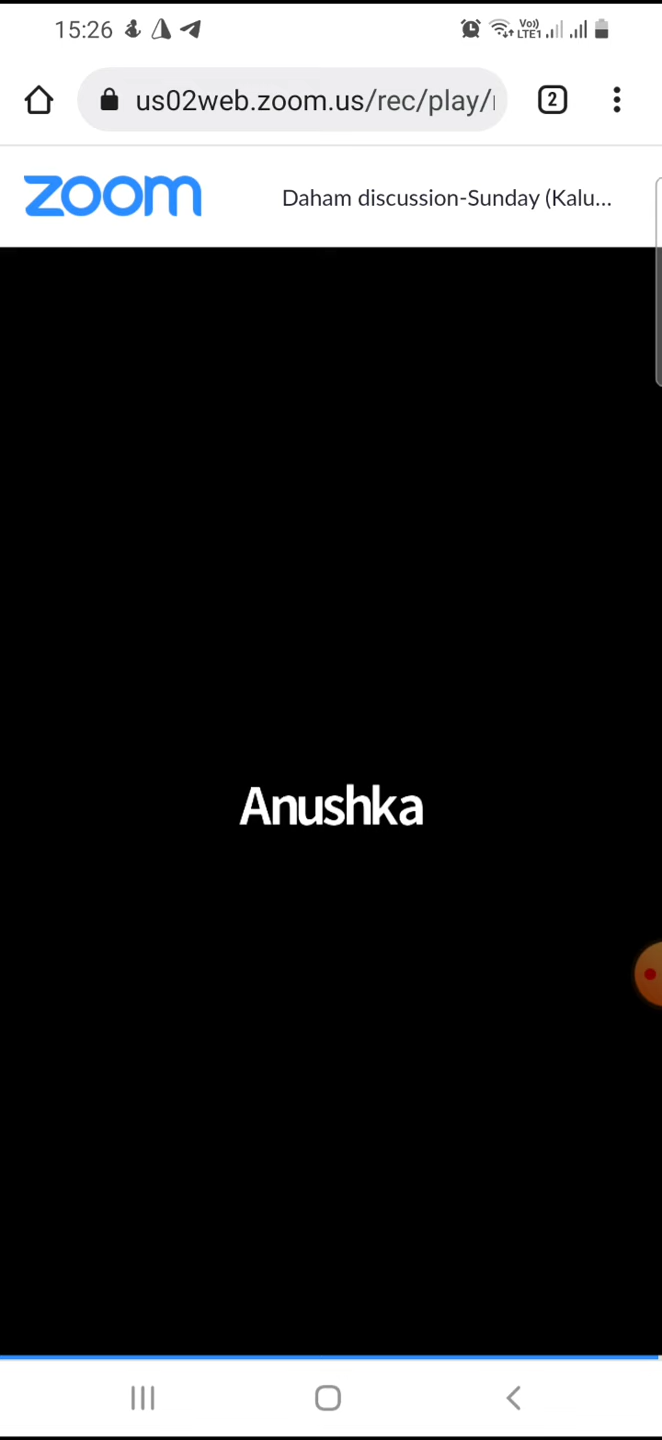 15:26
Vo)) LTE1
us02web.zoom.us/rec/play/
2
zoom
Daham discussion-Sunday (Kalu...
Anushka